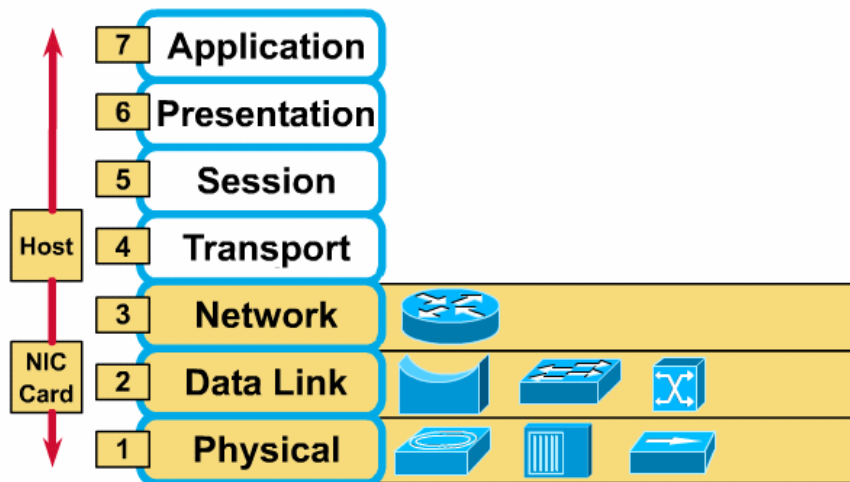 7 Application
6 Presentation
5 Session
Host
4 Transport
3 Network
NIC
Card
2 Data Link
1 Physical